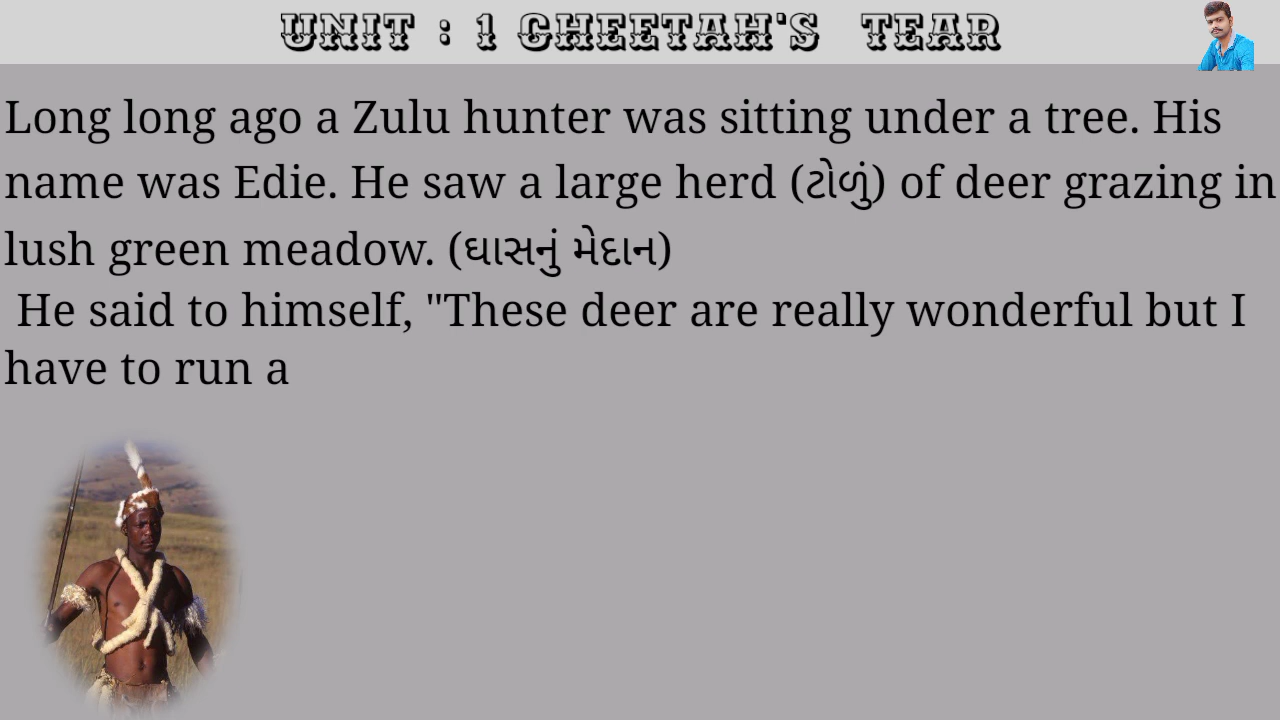 UNIT : 1 CHEETAH'S TEAR
Long long ago a Zulu hunter was sitting under a tree. His
name was Edie. He saw a large herd (ટોળું) of deer grazing in
lush green meadow. (ઘાસનું મેદાન)
He said to himself, "These deer are really wonderful but I
have to run a